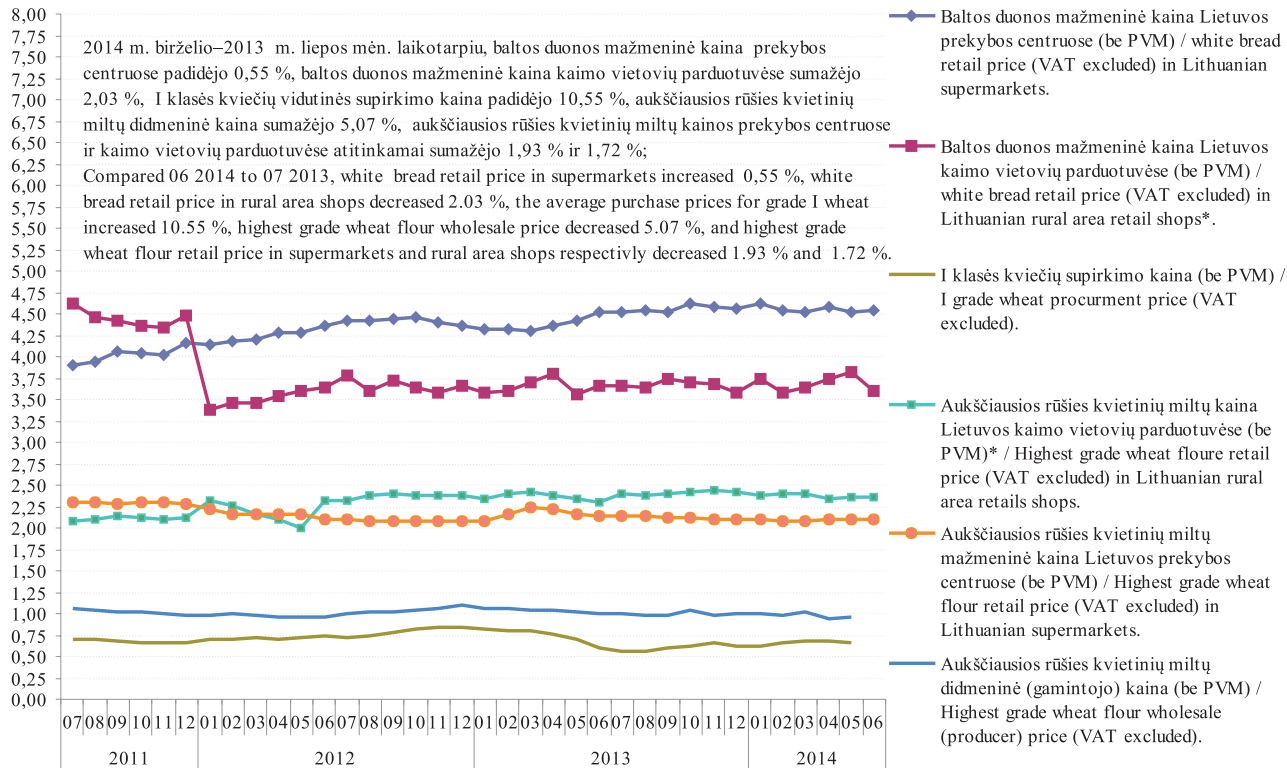 8,00
7,75
7,50
7,25
7,00
6,75
6,50
6,25
6,00
5,75
5,50
5,25
5,00
4,75
4,50
4,25
4,00
3,75
3,50
3,25
3,00
2,75
2,50
2,25
2,00
1,75
1,50
1,25
1,00
0,75
0,50
0,25
0,00
2014 m. birželio–2013 m. liepos mėn. laikotarpiu, baltos duonos mažmeninė kaina prekybos
centruose padidėjo 0,55 %, baltos duonos mažmeninė kaina kaimo vietovių parduotuvėse sumažėjo
2,03 %, I klasės kviečių vidutinės supirkimo kaina padidėjo 10,55 %, aukščiausios rūšies kvietinių
miltų didmeninė kaina sumažėjo 5,07 %, aukščiausios rūšies kvietinių miltų kainos prekybos centruose
ir kaimo vietovių parduotuvėse atitinkamai sumažėjo 1,93 % ir 1,72 %;
Compared 06 2014 to 07 2013, white bread retail price in supermarkets increased 0,55 %, white
bread retail price in rural area shops decreased 2.03 %, the average purchase prices for grade I wheat
increased 10.55 %, highest grade wheat flour wholesale price decreased 5.07 %, and highest grade
wheat flour retail price in supermarkets and rural area shops respectivly decreased 1.93 % and 1.72 %.
07 08 09 10 11 12 01 02 03 04 05 06 07 08 09 10 11 12 01 02 03 04 05 06 07 08 09 10 11 12 01 02 03 04 05 06
2011 2012 2013 2014
Baltos duonos mažmeninė kaina Lietuvos
prekybos centruose (be PVM) / white bread
retail price (VAT excluded) in Lithuanian
supermarkets.
Baltos duonos mažmeninė kaina Lietuvos
kaimo vietovių parduotuvėse (be PVM) /
white bread retail price (VAT excluded) in
Lithuanian rural area retail shops*.
I klasės kviečių supirkimo kaina (be PVM) /
I grade wheat procurment price (VAT
excluded).
Aukščiausios rūšies kvietinių miltų kaina
Lietuvos kaimo vietovių parduotuvėse (be
PVM)* / Highest grade wheat floure retail
price (VAT excluded) in Lithuanian rural
area retails shops.
Aukščiausios rūšies kvietinių miltų
mažmeninė kaina Lietuvos prekybos
centruose (be PVM) / Highest grade wheat
flour retail price (VAT excluded) in
Lithuanian supermarkets.
Aukščiausios rūšies kvietinių miltų
didmeninė (gamintojo) kaina (be PVM) /
Highest grade wheat flour wholesale
(producer) price (VAT excluded).